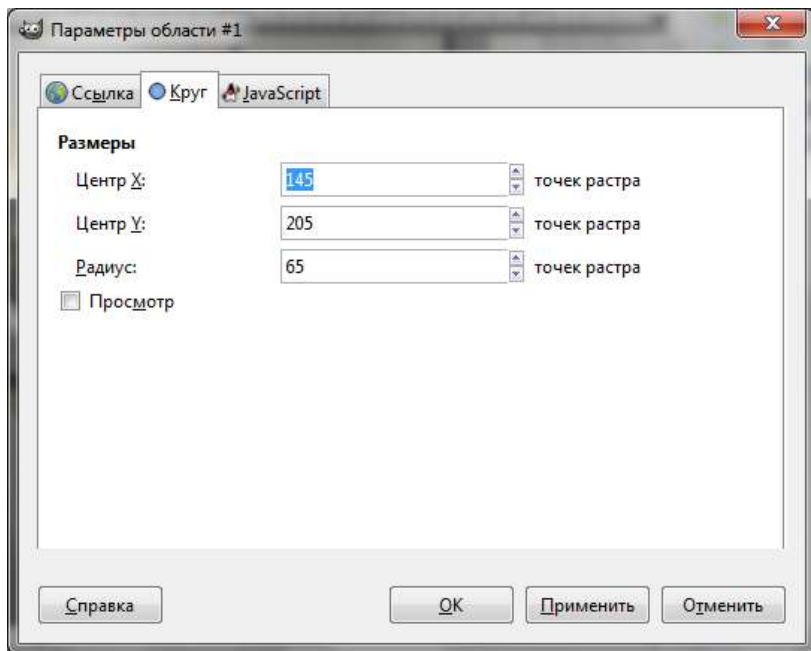 Параметры области #1
Ссылка Круг JavaScript
Размеры
Центр X: 145 точек растра
Центр Y: 205 точек растра
Радиус: 65 точек растра
Просмотр
Справка OK Применить Отменить